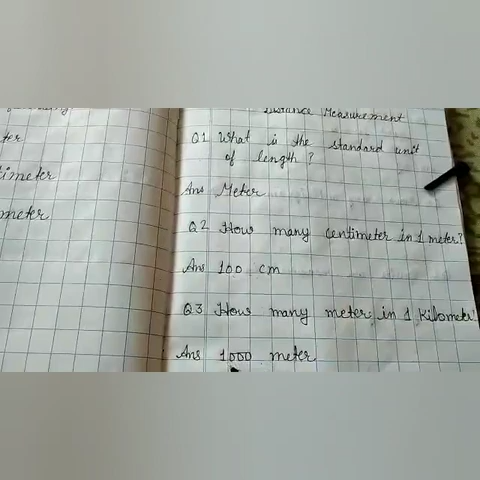 Distance Measurement
Q1 What is the standard unit
of length?
Ans Meter
Q2 How many Centimeter in 1 meter?
Ans 100 cm
Q3 How many meter in 1 Kilometer?
Ans 1000 meter